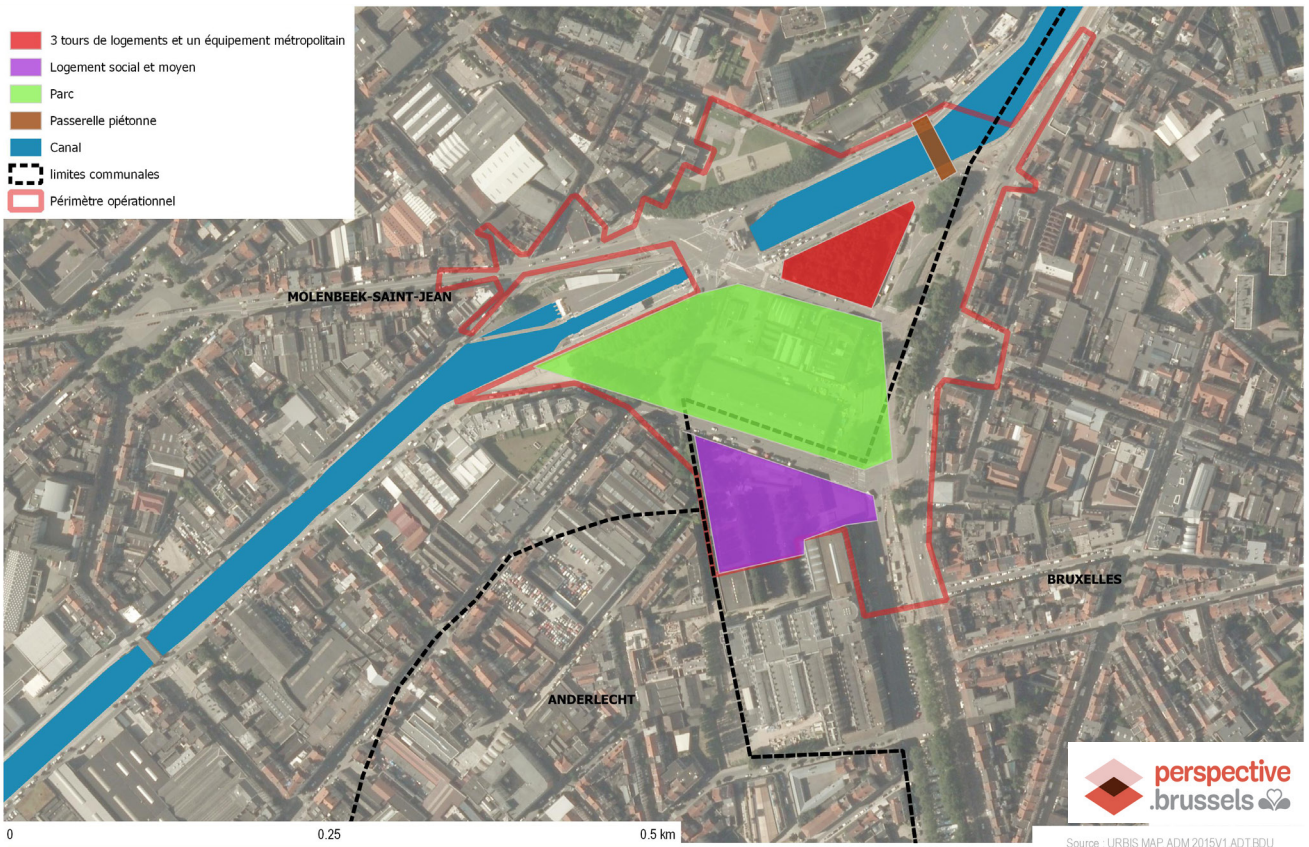 3 tours de logements et un équipement métropolitain
Logement social et moyen
Parc
Passerelle piétonne
Canal
limites communales
Périmètre opérationnel
MOLENBEEK-SAINT-JEAN
BRUXELLES
ANDERLECHT
perspective
.brussels
0 0.25 0.5 km
Source : URBIS MAP ADM 2015V1 ADT.BDU